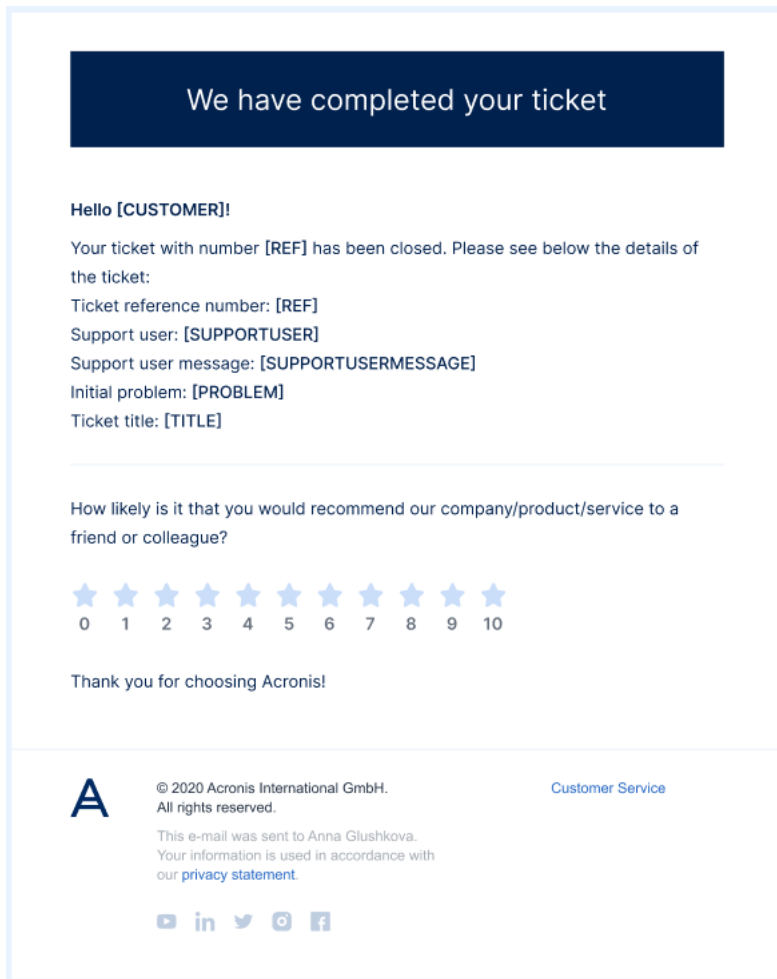 We have completed your ticket
Hello [CUSTOMER]!
Your ticket with number [REF] has been closed. Please see below the details of
the ticket:
Ticket reference number: [REF]
Support user: [SUPPORTUSER]
Support user message: [SUPPORTUSERMESSAGE]
Initial problem: [PROBLEM]
Ticket title: [TITLE]
How likely is it that you would recommend our company/product/service to a
friend or colleague?
0 1 2 3 4 5 6 7 8 9 10
Thank you for choosing Acronis!
© 2020 Acronis International GmbH.
All rights reserved.
This e-mail was sent to Anna Glushkova.
Your information is used in accordance with
our privacy statement.
Customer Service